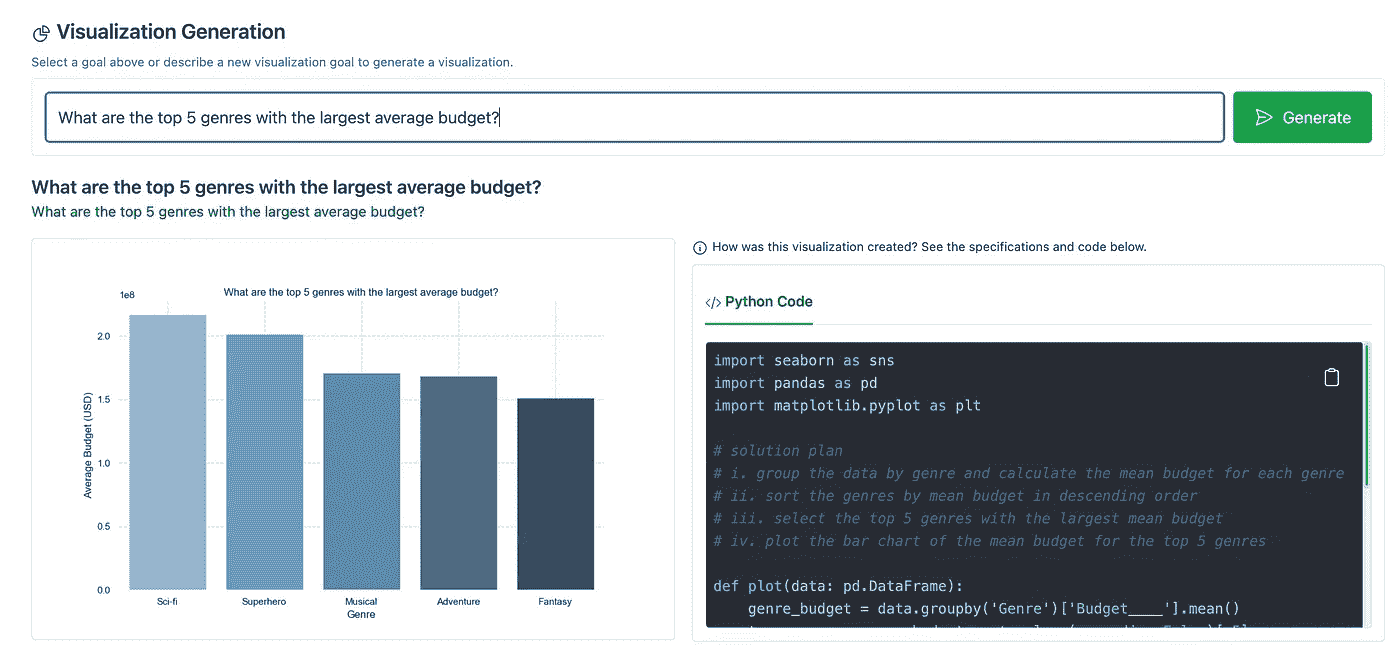 Visualization Generation
Select a goal above or describe a new visualization goal to generate a visualization.
What are the top 5 genres with the largest average budget?
Generate
What are the top 5 genres with the largest average budget?
What are the top 5 genres with the largest average budget?
What are the top 5 genres with the largest average budget?
1e8
2.0
1.5
1.0
0.5
0.0
Average Budget (USD)
Sci-fi
Superhero
Musical
Adventure
Fantasy
Genre
How was this visualization created? See the specifications and code below.
</> Python Code
import seaborn as sns
import pandas as pd
import matplotlib.pyplot as plt
# solution plan
# i. group the data by genre and calculate the mean budget for each genre
# ii. sort the genres by mean budget in descending order
# iii. select the top 5 genres with the largest mean budget
# iv. plot the bar chart of the mean budget for the top 5 genres
def plot(data: pd.DataFrame):
genre_budget = data.groupby('Genre')['Budget____'].mean()